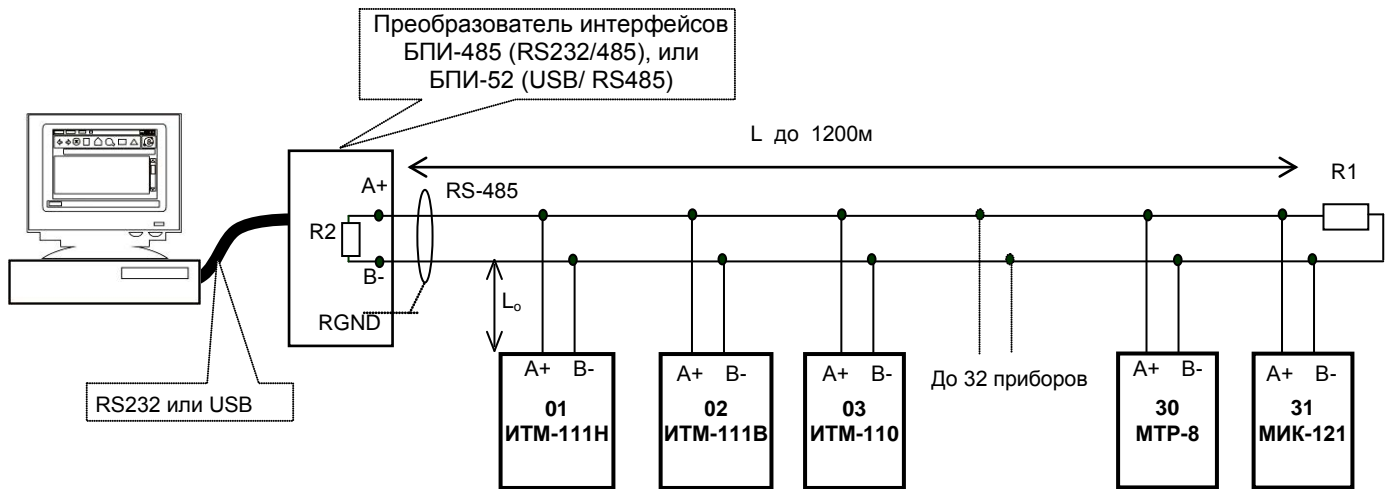 Преобразователь интерфейсов
БПИ-485 (RS232/485), или
БПИ-52 (USB/ RS485)
L до 1200м
R1
A+
RS-485
R2
B-
Lo
RGND
RS232 или USB
До 32 приборов
A+ B-
01
ИТМ-111Н
A+ B-
02
ИТМ-111В
A+ B-
03
ИТМ-110
A+ B-
30
МТР-8
A+ B-
31
МИК-121